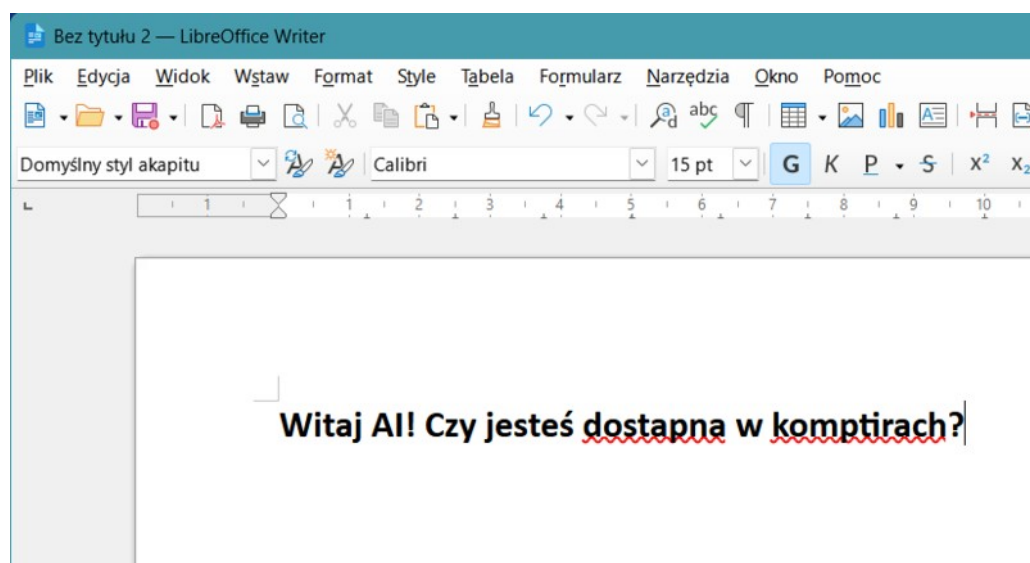 Bez tytułu 2 — LibreOffice Writer
Plik Edycja Widok Wstaw Format Style Tabela Formularz Narzędzia Okno Pomoc
Domyślny styl akapitu Calibri 15 pt G K P S X² X₂
1 1 2 3 4 5 6 7 8 9 10
Witaj AI! Czy jesteś dostapna w komptirach?